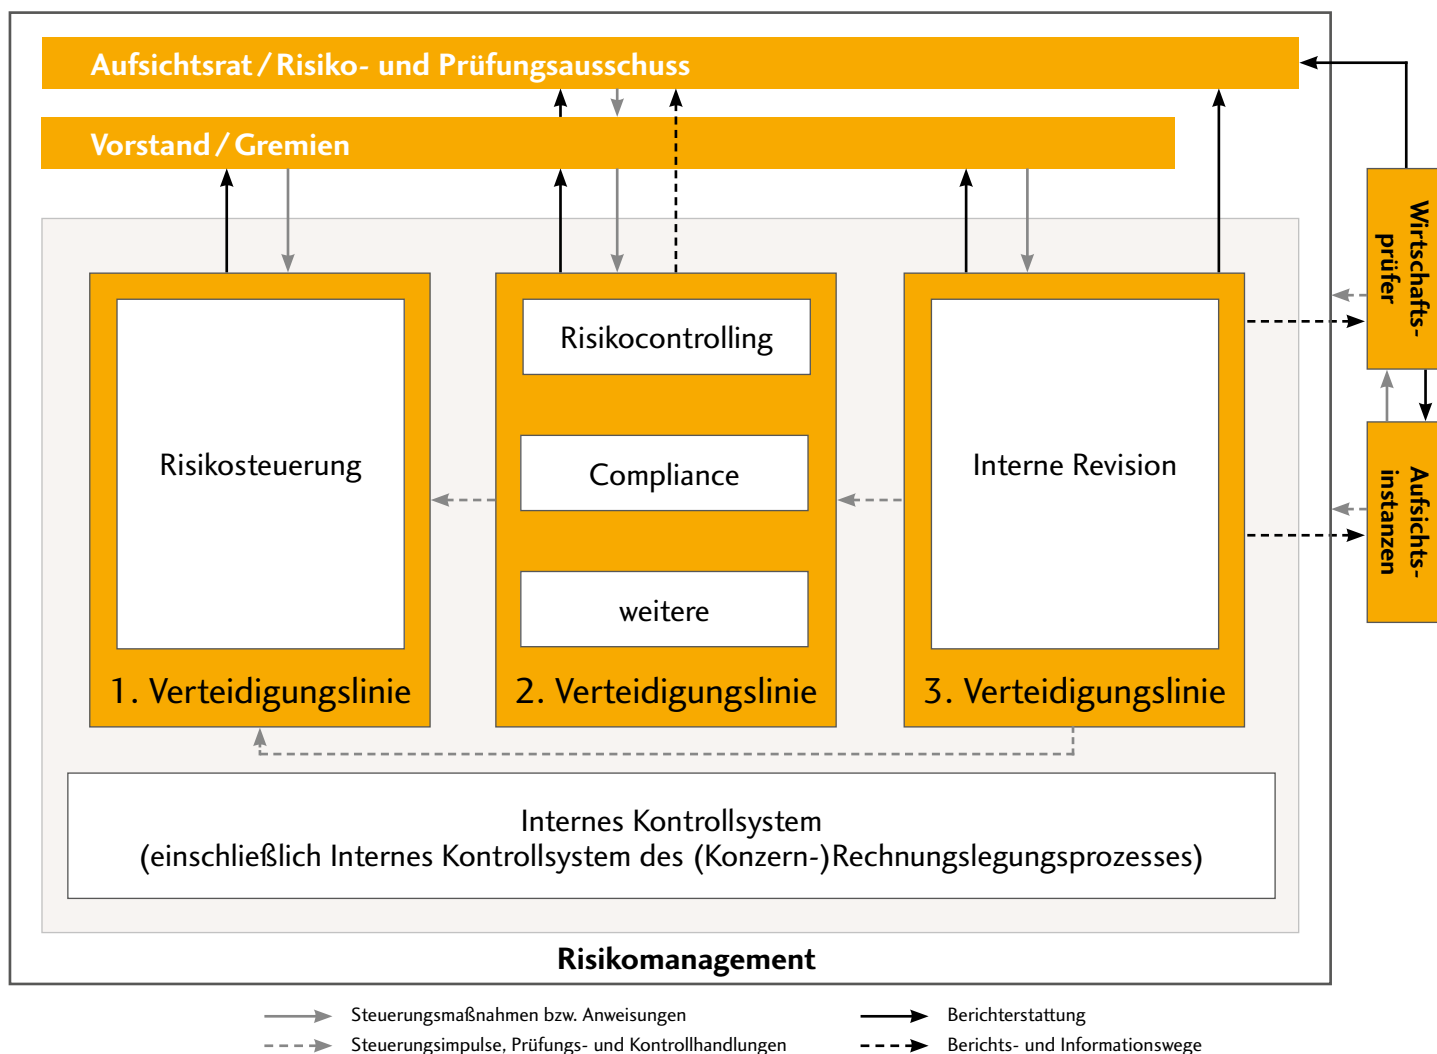 Aufsichtsrat / Risiko- und Prüfungsausschuss
Vorstand / Gremien
Risikosteuerung
1. Verteidigungslinie
Risikocontrolling
Compliance
weitere
2. Verteidigungslinie
Interne Revision
3. Verteidigungslinie
Wirtschafts-
prüfer
Aufsichts-
instanzen
Internes Kontrollsystem
(einschließlich Internes Kontrollsystem des (Konzern-)Rechnungslegungsprozesses)
Risikomanagement
Steuerungsmaßnahmen bzw. Anweisungen
Steuerungsimpulse, Prüfungs- und Kontrollhandlungen
Berichterstattung
Berichts- und Informationswege